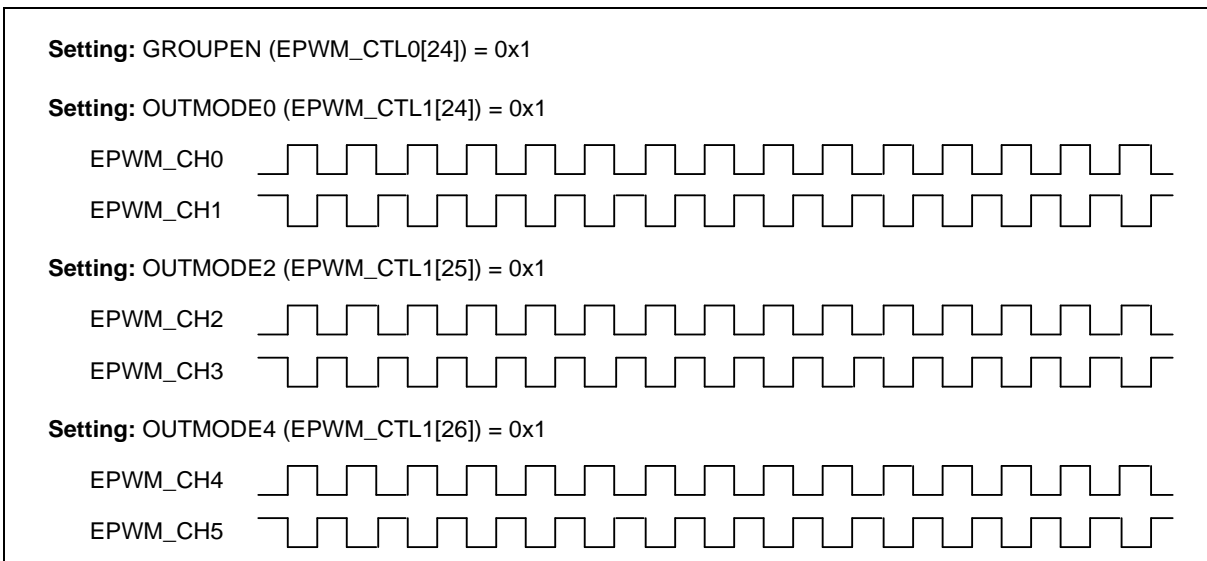 Setting: GROUPEN (EPWM_CTL0[24]) = 0x1
Setting: OUTMODE0 (EPWM_CTL1[24]) = 0x1
EPWM_CH0
EPWM_CH1
Setting: OUTMODE2 (EPWM_CTL1[25]) = 0x1
EPWM_CH2
EPWM_CH3
Setting: OUTMODE4 (EPWM_CTL1[26]) = 0x1
EPWM_CH4
EPWM_CH5